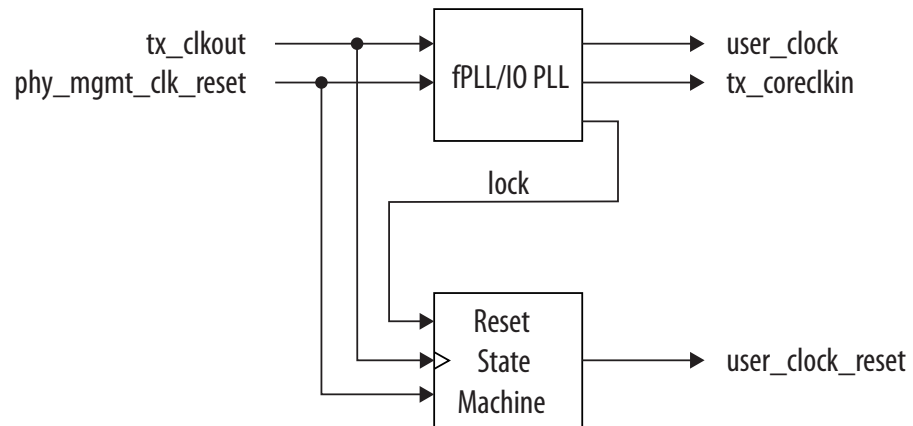 tx_clkout
phy_mgmt_clk_reset
fPLL/IO PLL
user_clock
tx_coreclkin
lock
Reset
State
Machine
user_clock_reset